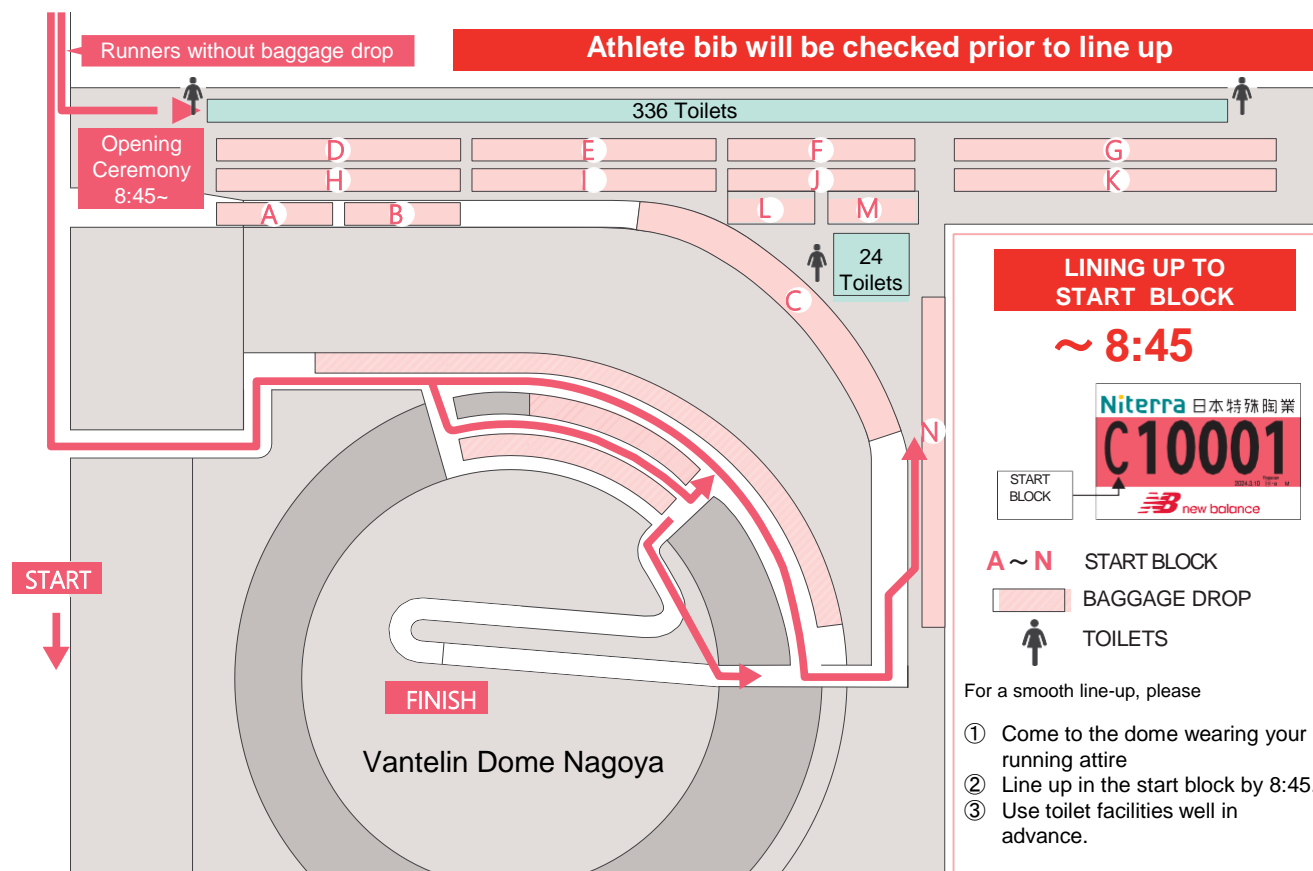 Runners without baggage drop
Athlete bib will be checked prior to line up
336 Toilets
Opening
Ceremony
8:45~
D
E
F
G
H
I
J
K
A
B
L
M
24
Toilets
C
N
LINING UP TO
START BLOCK
～ 8:45
Niterra 日本特殊陶業
C10001
2024.3.10
M
new balance
START
BLOCK
A ~ N START BLOCK
BAGGAGE DROP
TOILETS
START
FINISH
Vantelin Dome Nagoya
For a smooth line-up, please
① Come to the dome wearing your
running attire
② Line up in the start block by 8:45.
③ Use toilet facilities well in
advance.